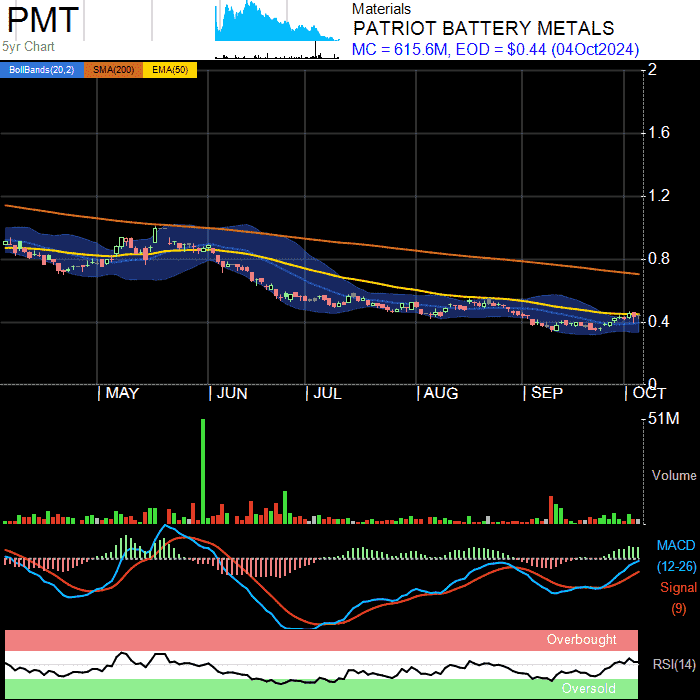 PMT
5yr Chart
Materials
PATRIOT BATTERY METALS
MC = 615.6M, EOD = $0.44 (04Oct2024)
BollBands(20,2) SMA(200) EMA(50)
2
1.6
1.2
0.8
0.4
0
MAY JUN JUL AUG SEP OCT
51M
Volume
MACD
(12-26)
Signal
(9)
Overbought
RSI(14)
Oversold